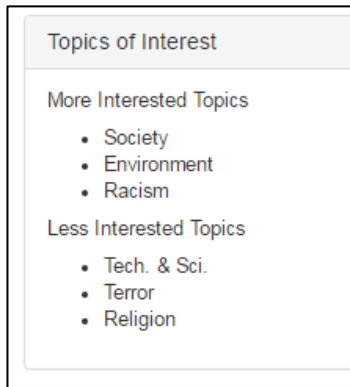 Topics of Interest
More Interested Topics
• Society
• Environment
• Racism
Less Interested Topics
• Tech. & Sci.
• Terror
• Religion